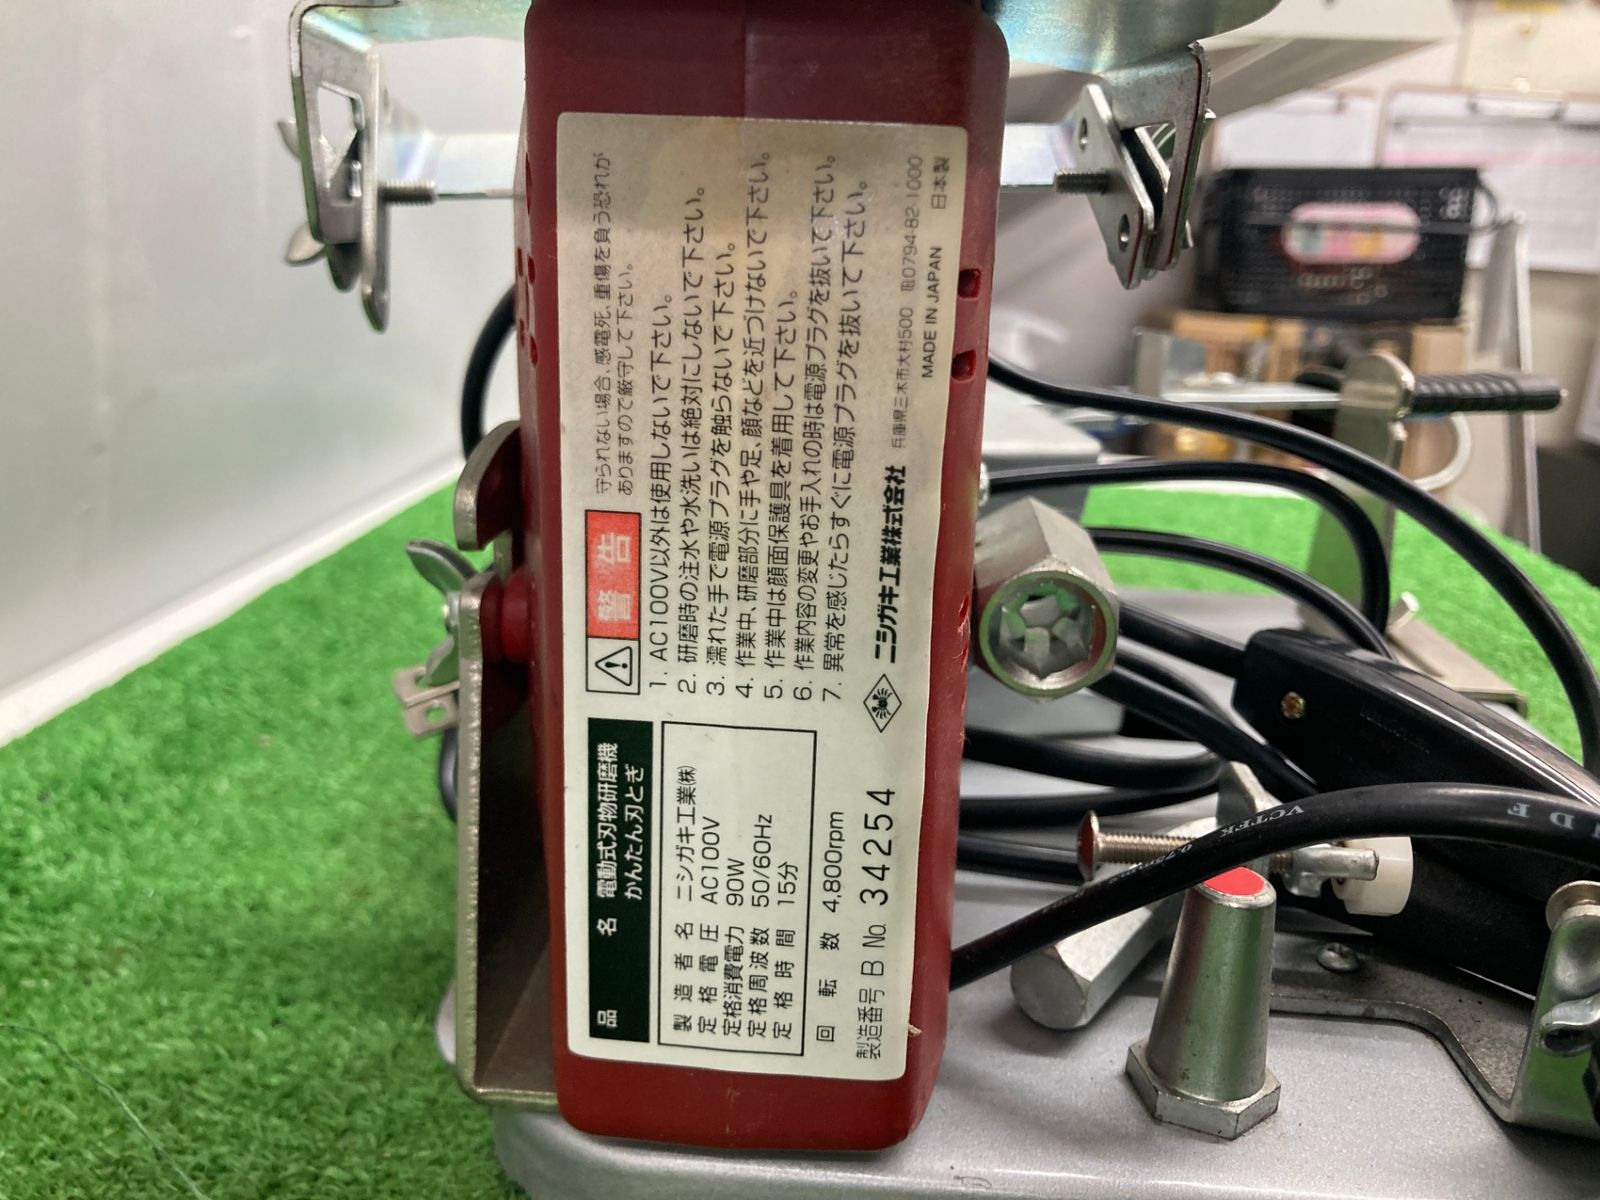 品 名 電動式刃物研磨機
かんたん刃とぎ
製造者名 ニシガキ工業(株)
定格電圧 AC100V
定格消費電力 90W
定格周波数 50/60Hz
定格時間 15分
回転数 4,800rpm
製造番号 B No. 34254
警告
守られない場合、感電死、重傷を負う恐れが
ありますので厳守して下さい。
1. AC100V以外は使用しないで下さい。
2. 研磨時の注水や水洗いは絶対にしないで下さい。
3. 濡れた手で電源プラグを触らないで下さい。
4. 作業中、研磨部分に手や足、顔などを近づけないで下さい。
5. 作業中は顔面保護具を着用して下さい。
6. 作業内容の変更やお手入れの時は電源プラグを抜いて下さい。
7. 異常を感じたらすぐに電源プラグを抜いて下さい。
ニシガキ工業株式会社 兵庫県三木市大村500 ☎0794-82-1000
MADE IN JAPAN 日本製
VCTFK